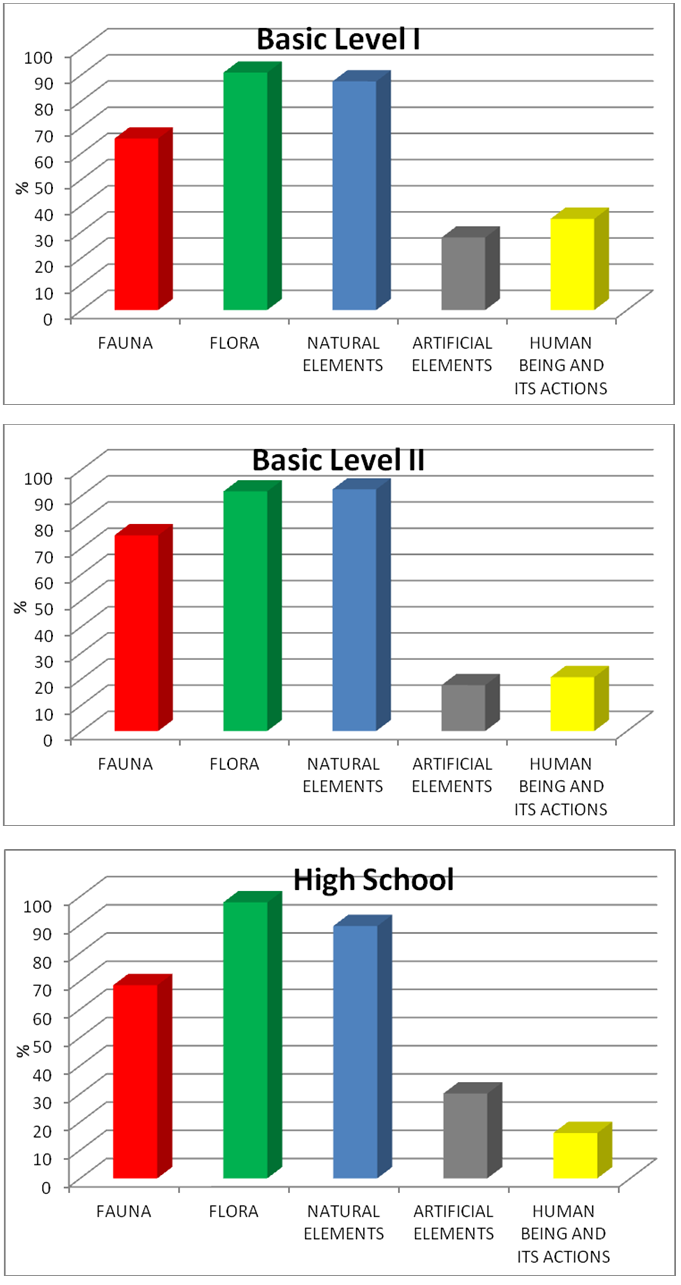 Basic Level I
100
90
80
70
60
50
40
30
20
10
0
%
FAUNA
FLORA
NATURAL
ELEMENTS
ARTIFICIAL
ELEMENTS
HUMAN
BEING AND
ITS ACTIONS
Basic Level II
100
90
80
70
60
50
40
30
20
10
0
%
FAUNA
FLORA
NATURAL
ELEMENTS
ARTIFICIAL
ELEMENTS
HUMAN
BEING AND
ITS ACTIONS
High School
100
90
80
70
60
50
40
30
20
10
0
%
FAUNA
FLORA
NATURAL
ELEMENTS
ARTIFICIAL
ELEMENTS
HUMAN
BEING AND
ITS ACTIONS